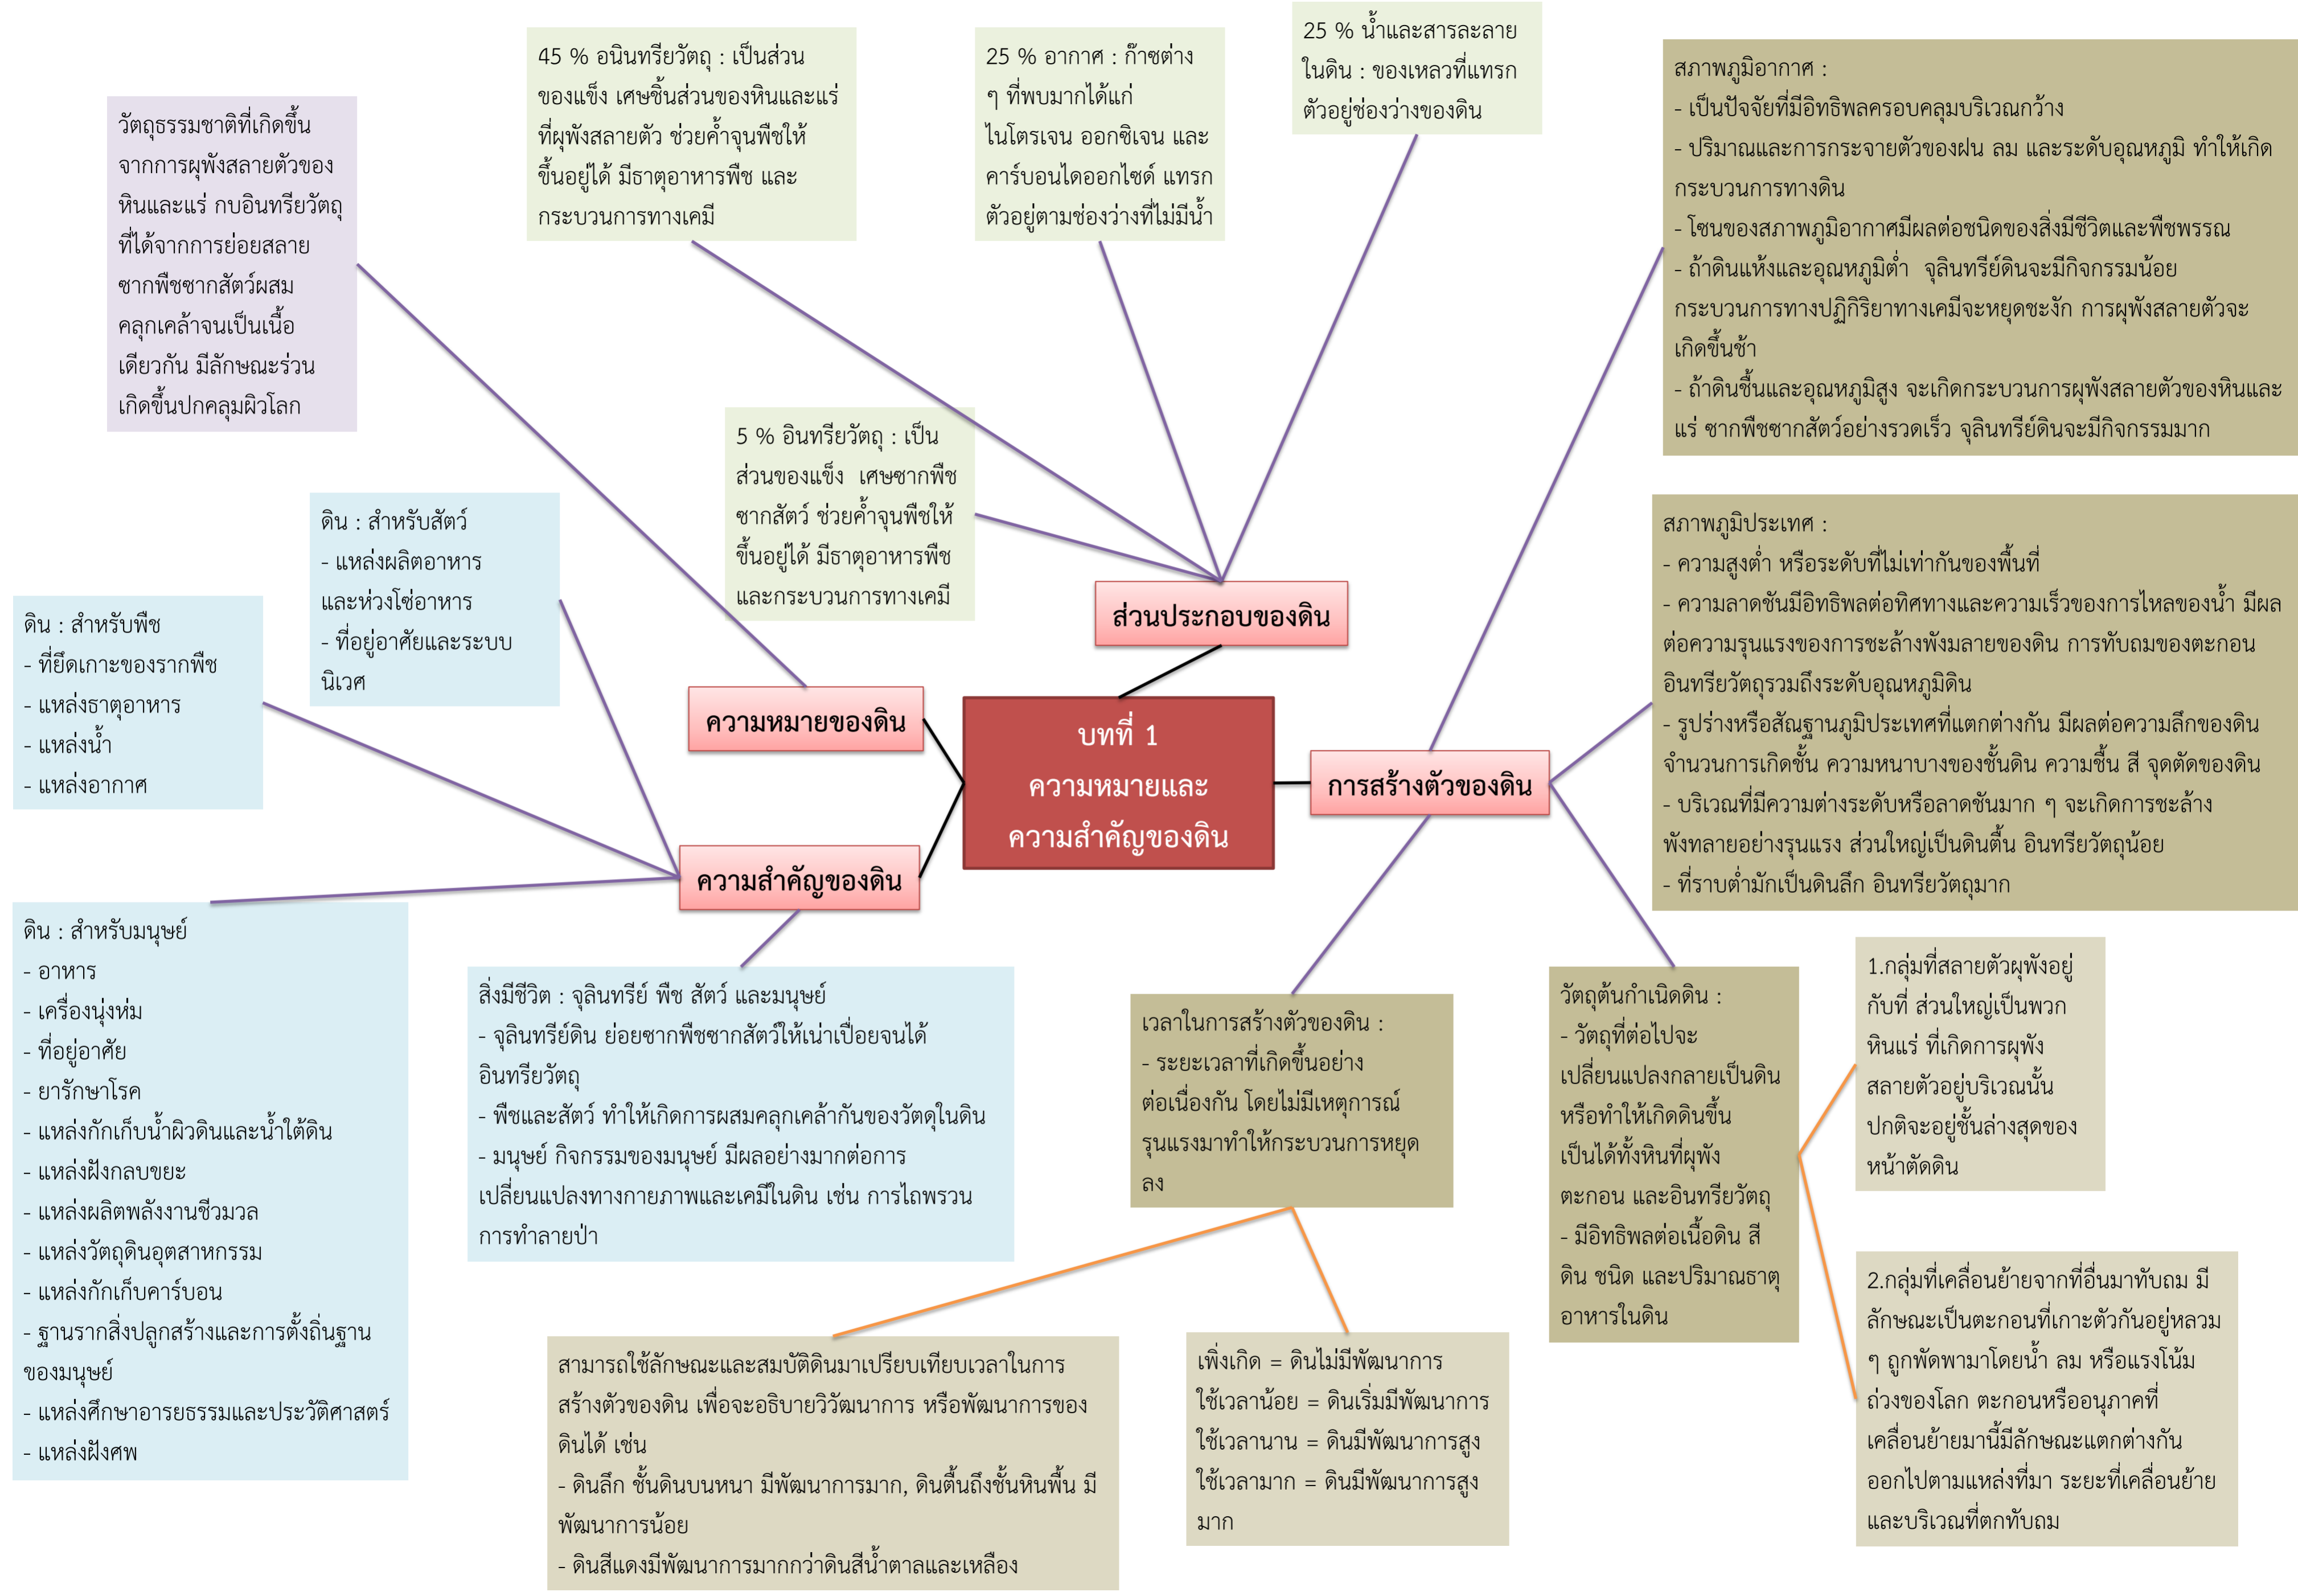 45 % อนินทรียวัตถุ : เป็นส่วน
ของแข็ง เศษชิ้นส่วนของหินและแร่
ที่ผุพังสลายตัว ช่วยค้ำจุนพืชให้
ขึ้นอยู่ได้ มีธาตุอาหารพืช และ
กระบวนการทางเคมี
25 % อากาศ : ก๊าซต่าง
ๆ ที่พบมากได้แก่
ไนโตรเจน ออกซิเจน และ
คาร์บอนไดออกไซด์ แทรก
ตัวอยู่ตามช่องว่างที่ไม่มีน้ำ
25 % น้ำและสารละลาย
ในดิน : ของเหลวที่แทรก
ตัวอยู่ช่องว่างของดิน
สภาพภูมิอากาศ :
- เป็นปัจจัยที่มีอิทธิพลครอบคลุมบริเวณกว้าง
- ปริมาณและการกระจายตัวของฝน ลม และระดับอุณหภูมิ ทำให้เกิด
กระบวนการทางดิน
- โซนของสภาพภูมิอากาศมีผลต่อชนิดของสิ่งมีชีวิตและพืชพรรณ
- ถ้าดินแห้งและอุณหภูมิต่ำ  จุลินทรีย์ดินจะมีกิจกรรมน้อย
กระบวนการทางปฏิกิริยาทางเคมีจะหยุดชะงัก การผุพังสลายตัวจะ
เกิดขึ้นช้า
- ถ้าดินชื้นและอุณหภูมิสูง จะเกิดกระบวนการผุพังสลายตัวของหินและ
แร่ ซากพืชซากสัตว์อย่างรวดเร็ว จุลินทรีย์ดินจะมีกิจกรรมมาก
วัตถุธรรมชาติที่เกิดขึ้น
จากการผุพังสลายตัวของ
หินและแร่ กบอินทรียวัตถุ
ที่ได้จากการย่อยสลาย
ซากพืชซากสัตว์ผสม
คลุกเคล้าจนเป็นเนื้อ
เดียวกัน มีลักษณะร่วน
เกิดขึ้นปกคลุมผิวโลก
5 % อินทรียวัตถุ : เป็น
ส่วนของแข็ง  เศษซากพืช
ซากสัตว์ ช่วยค้ำจุนพืชให้
ขึ้นอยู่ได้ มีธาตุอาหารพืช
และกระบวนการทางเคมี
ดิน : สำหรับสัตว์
- แหล่งผลิตอาหาร
และห่วงโซ่อาหาร
- ที่อยู่อาศัยและระบบ
นิเวศ
ดิน : สำหรับพืช
- ที่ยึดเกาะของรากพืช
- แหล่งธาตุอาหาร
- แหล่งน้ำ
- แหล่งอากาศ
สภาพภูมิประเทศ :
- ความสูงต่ำ หรือระดับที่ไม่เท่ากันของพื้นที่
- ความลาดชันมีอิทธิพลต่อทิศทางและความเร็วของการไหลของน้ำ มีผล
ต่อความรุนแรงของการชะล้างพังมลายของดิน การทับถมของตะกอน
อินทรียวัตถุรวมถึงระดับอุณหภูมิดิน
- รูปร่างหรือสัณฐานภูมิประเทศที่แตกต่างกัน มีผลต่อความลึกของดิน
จำนวนการเกิดชั้น ความหนาบางของชั้นดิน ความชื้น สี จุดตัดของดิน
- บริเวณที่มีความต่างระดับหรือลาดชันมาก ๆ จะเกิดการชะล้าง
พังทลายอย่างรุนแรง ส่วนใหญ่เป็นดินตื้น อินทรียวัตถุน้อย
- ที่ราบต่ำมักเป็นดินลึก อินทรียวัตถุมาก
ส่วนประกอบของดิน
ความหมายของดิน
บทที่ 1
ความหมายและ
ความสำคัญของดิน
การสร้างตัวของดิน
ความสำคัญของดิน
ดิน : สำหรับมนุษย์
- อาหาร
- เครื่องนุ่งห่ม
- ที่อยู่อาศัย
- ยารักษาโรค
- แหล่งกักเก็บน้ำผิวดินและน้ำใต้ดิน
- แหล่งฝังกลบขยะ
- แหล่งผลิตพลังงานชีวมวล
- แหล่งวัตถุดินอุตสาหกรรม
- แหล่งกักเก็บคาร์บอน
- ฐานรากสิ่งปลูกสร้างและการตั้งถิ่นฐาน
ของมนุษย์
- แหล่งศึกษาอารยธรรมและประวัติศาสตร์
- แหล่งฝังศพ
สิ่งมีชีวิต : จุลินทรีย์ พืช สัตว์ และมนุษย์
- จุลินทรีย์ดิน ย่อยซากพืชซากสัตว์ให้เน่าเปื่อยจนได้
อินทรียวัตถุ
- พืชและสัตว์ ทำให้เกิดการผสมคลุกเคล้ากันของวัตดุในดิน
- มนุษย์ กิจกรรมของมนุษย์ มีผลอย่างมากต่อการ
เปลี่ยนแปลงทางกายภาพและเคมีในดิน เช่น การไถพรวน
การทำลายป่า
เวลาในการสร้างตัวของดิน :
- ระยะเวลาที่เกิดขึ้นอย่าง
ต่อเนื่องกัน โดยไม่มีเหตุการณ์
รุนแรงมาทำให้กระบวนการหยุด
ลง
วัตถุต้นกำเนิดดิน :
- วัตถุที่ต่อไปจะ
เปลี่ยนแปลงกลายเป็นดิน
หรือทำให้เกิดดินขึ้น
เป็นได้ทั้งหินที่ผุพัง
ตะกอน และอินทรียวัตถุ
- มีอิทธิพลต่อเนื้อดิน สี
ดิน ชนิด และปริมาณธาตุ
อาหารในดิน
1.กลุ่มที่สลายตัวผุพังอยู่
กับที่ ส่วนใหญ่เป็นพวก
หินแร่ ที่เกิดการผุพัง
สลายตัวอยู่บริเวณนั้น
ปกติจะอยู่ชั้นล่างสุดของ
หน้าตัดดิน
2.กลุ่มที่เคลื่อนย้ายจากที่อื่นมาทับถม มี
ลักษณะเป็นตะกอนที่เกาะตัวกันอยู่หลวม
ๆ ถูกพัดพามาโดยน้ำ ลม หรือแรงโน้ม
ถ่วงของโลก ตะกอนหรืออนุภาคที่
เคลื่อนย้ายมานี้มีลักษณะแตกต่างกัน
ออกไปตามแหล่งที่มา ระยะที่เคลื่อนย้าย
และบริเวณที่ตกทับถม
สามารถใช้ลักษณะและสมบัติดินมาเปรียบเทียบเวลาในการ
สร้างตัวของดิน เพื่อจะอธิบายวิวัฒนาการ หรือพัฒนาการของ
ดินได้ เช่น
- ดินลึก ชั้นดินบนหนา มีพัฒนาการมาก, ดินตื้นถึงชั้นหินพื้น มี
พัฒนาการน้อย
- ดินสีแดงมีพัฒนาการมากกว่าดินสีน้ำตาลและเหลือง
เพิ่งเกิด = ดินไม่มีพัฒนาการ
ใช้เวลาน้อย = ดินเริ่มมีพัฒนาการ
ใช้เวลานาน = ดินมีพัฒนาการสูง
ใช้เวลามาก = ดินมีพัฒนาการสูง
มาก